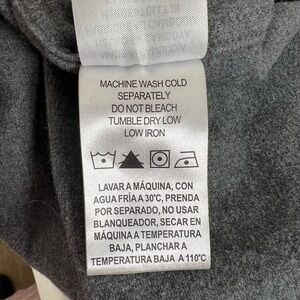 MACHINE WASH COLD
SEPARATELY
DO NOT BLEACH
TUMBLE DRY LOW
LOW IRON
LAVAR A MÁQUINA, CON
AGUA FRÍA A 30°C, PRENDA
POR SEPARADO, NO USAR
BLANQUEADOR, SECAR EN
MÁQUINA A TEMPERATURA
BAJA, PLANCHAR A
TEMPERATURA BAJA A 110°C